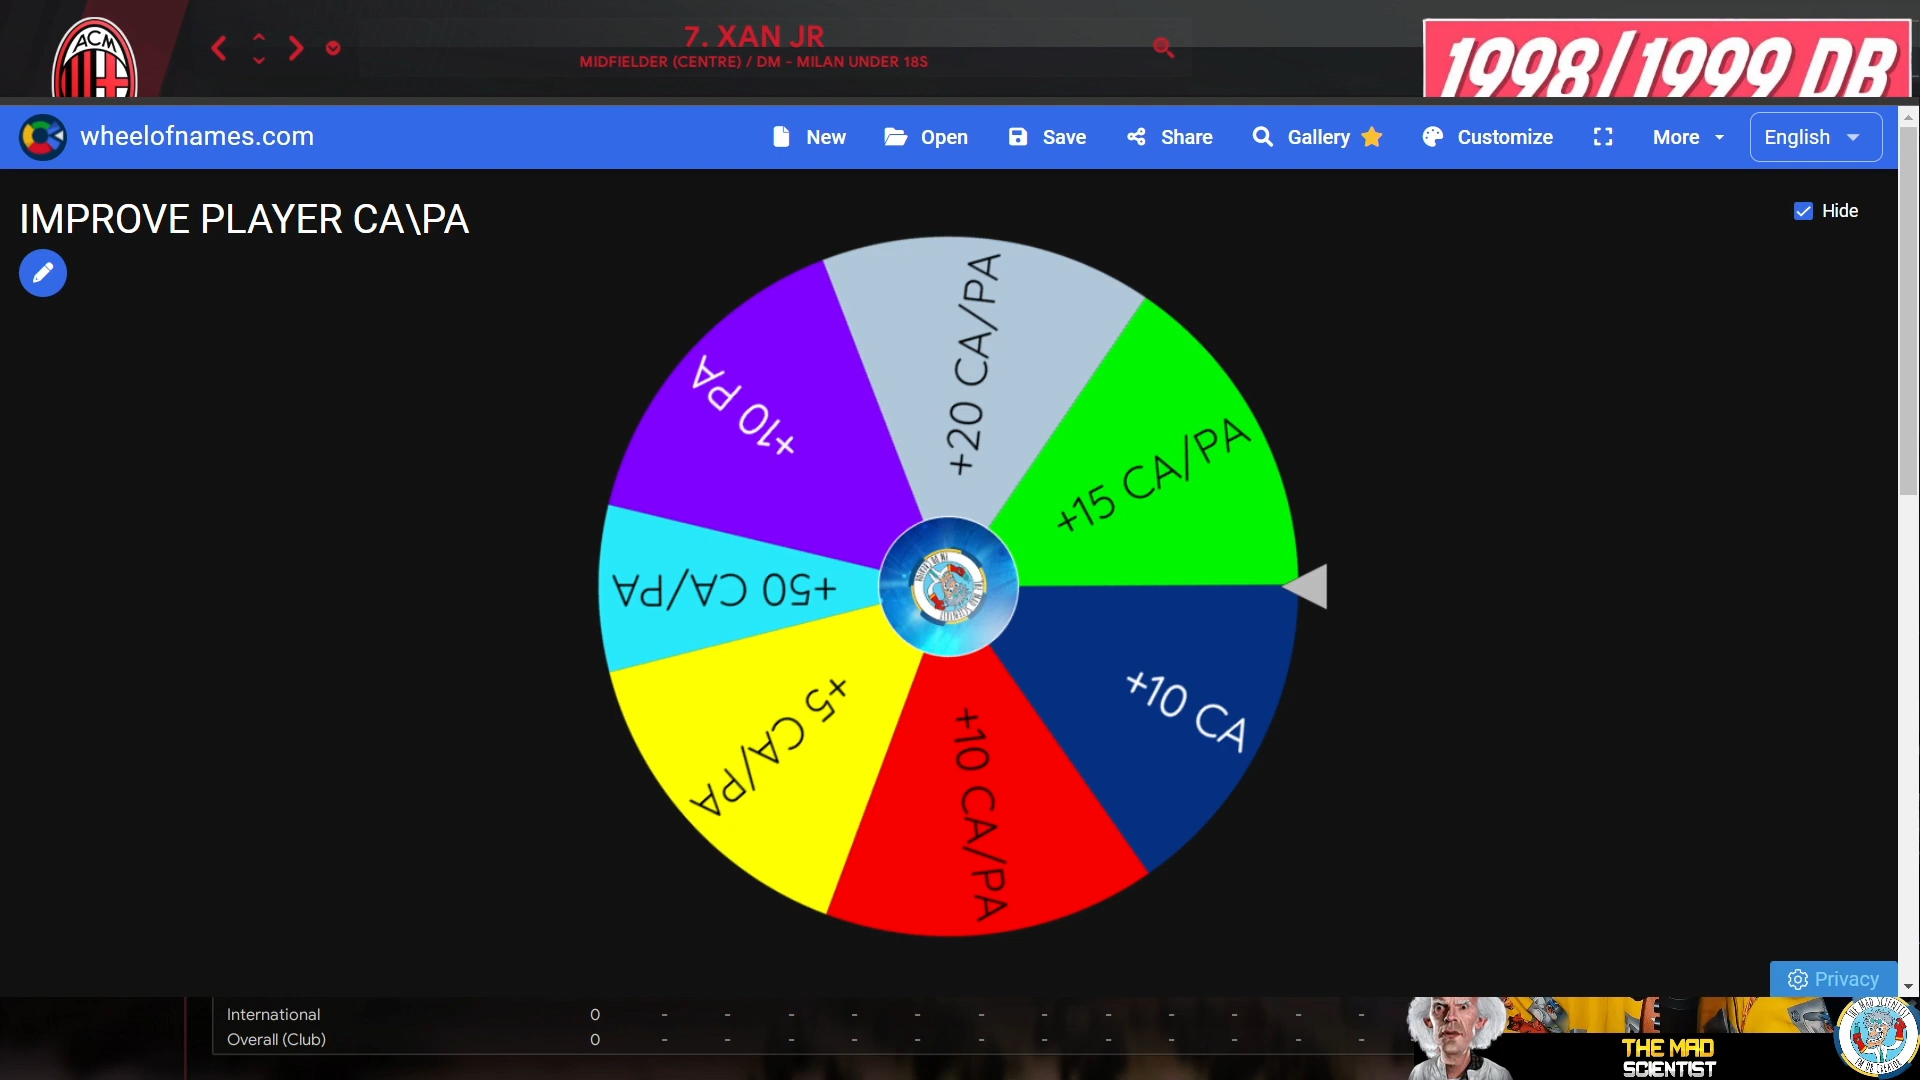 ACM
7. XAN JR
MIDFIELDER (CENTRE) / DM - MILAN UNDER 18S
1998/1999 DB
wheelofnames.com
New
Open
Save
Share
Gallery
Customize
More
English
IMPROVE PLAYER CA\PA
Hide
+20 CA/PA
+15 CA/PA
+10 PA
+50 CA/PA
+10 CA
+5 CA/PA
+10 CA/PA
Privacy
International 0 - - - - - - - - - - - -
Overall (Club) 0 - - - - - - - - - - - -
THE MAD
SCIENTIST